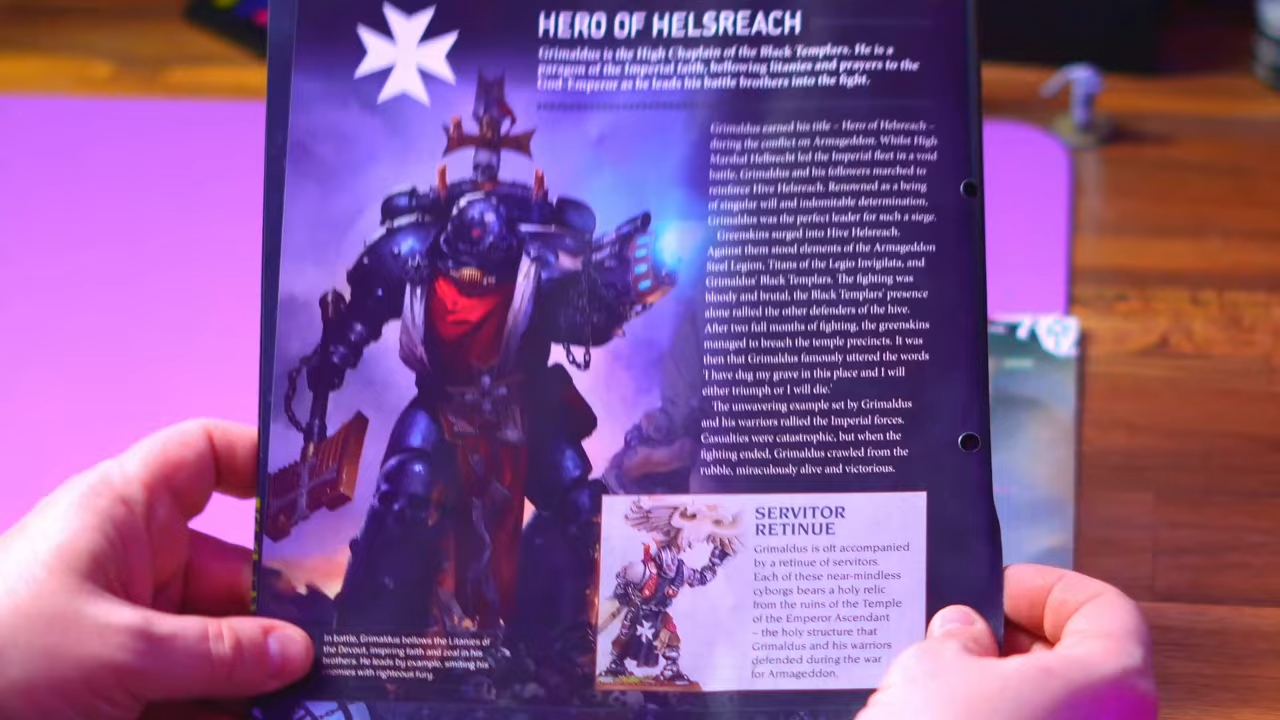 HERO OF HELSREACH
Grimaldus is the High Chaplain of the Black Templars. He is a
paragon of the Imperial faith, bellowing litanies and prayers to the
God-Emperor as he leads his battle brothers into the fight.
Grimaldus earned his title – Hero of Helsreach –
during the conflict on Armageddon. Whilst High
Marshal Helbrecht led the Imperial fleet in a void
battle, Grimaldus and his followers marched to
reinforce Hive Helsreach. Renowned as a being
of singular will and indomitable determination,
Grimaldus was the perfect leader for such a siege.
Greenskins surged into Hive Helsreach.
Against them stood elements of the Armageddon
Steel Legion, Titans of the Legio Invigilata, and
Grimaldus' Black Templars. The fighting was
bloody and brutal, the Black Templars' presence
alone rallied the other defenders of the hive.
After two full months of fighting, the greenskins
managed to breach the temple precincts. It was
then that Grimaldus famously uttered the words
'I have dug my grave in this place and I will
either triumph or I will die.'
The unwavering example set by Grimaldus
and his warriors rallied the Imperial forces.
Casualties were catastrophic, but when the
fighting ended, Grimaldus crawled from the
rubble, miraculously alive and victorious.
SERVITOR
RETINUE
Grimaldus is oft accompanied
by a retinue of servitors.
Each of these near-mindless
cyborgs bears a holy relic
from the ruins of the Temple
of the Emperor Ascendant
– the holy structure that
Grimaldus and his warriors
defended during the war
for Armageddon.
In battle, Grimaldus bellows the Litanies of
the Devout, inspiring faith and zeal in his
brothers. He leads by example, smiting his
enemies with righteous fury.